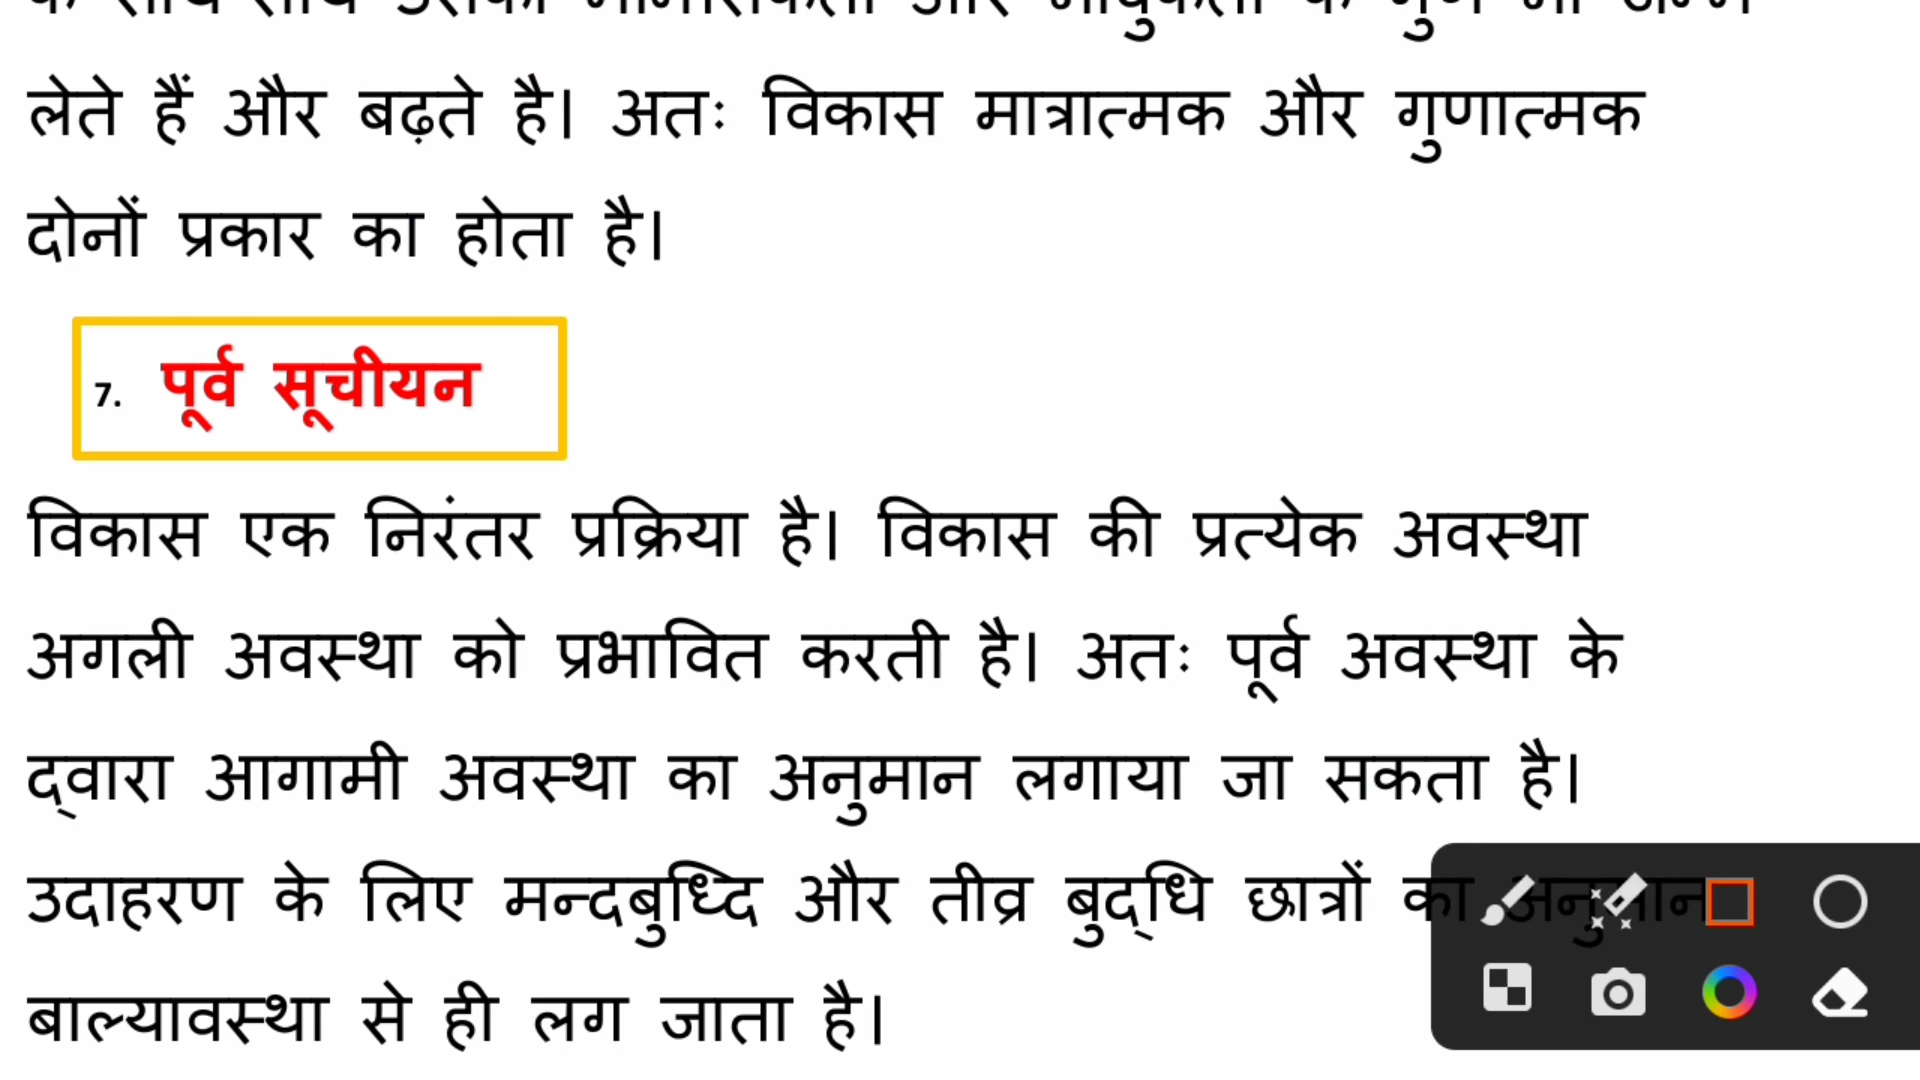 लेते हैं और बढ़ते है। अतः विकास मात्रात्मक और गुणात्मक
दोनों प्रकार का होता है।
7. पूर्व सूचीयन
विकास एक निरंतर प्रक्रिया है। विकास की प्रत्येक अवस्था
अगली अवस्था को प्रभावित करती है। अतः पूर्व अवस्था के
द्वारा आगामी अवस्था का अनुमान लगाया जा सकता है।
उदाहरण के लिए मन्दबुध्दि और तीव्र बुद्धि छात्रों का अनुमान
बाल्यावस्था से ही लग जाता है।